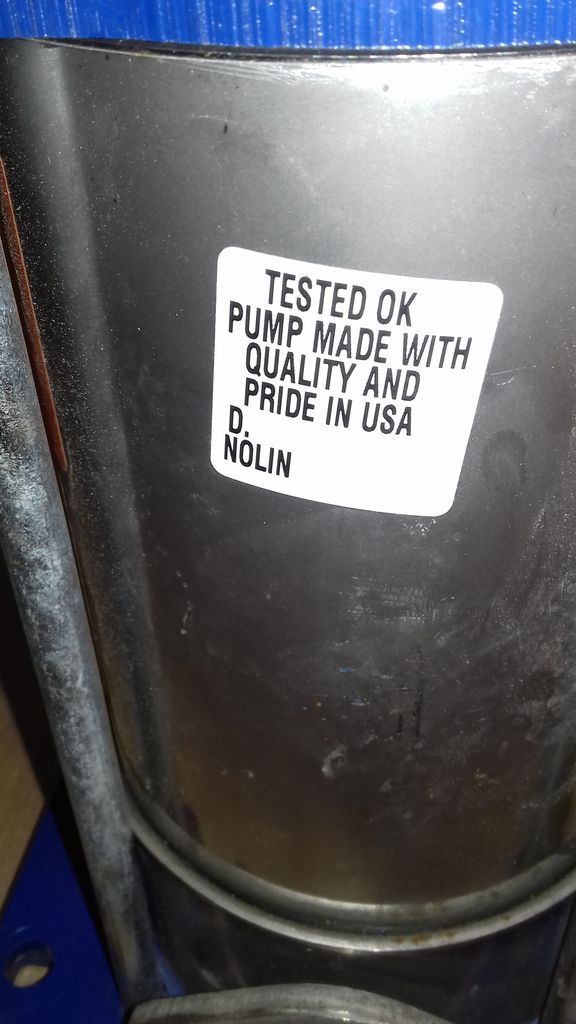 TESTED OK
PUMP MADE WITH
QUALITY AND
PRIDE IN USA
D.
NOLIN